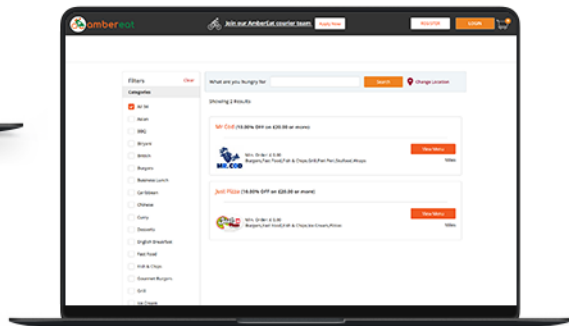 ambereat
Join our AmberEat courier team
Apply Now
REGISTER
LOGIN
Filters
Clear
Categories
All
Asian
BBQ
Biryani
British
Burgers
Business Lunch
Caribbean
Chinese
Curry
Desserts
English Breakfast
Fast Food
Fish & Chips
Gourmet Burgers
Grill
Ice Cream
What are you hungry for
Search
Change Location
Showing 2 Results
Mr Cod (10.00% OFF on £20.00 or more)
MR.COD
Min. Order: £ 5.00
Burgers,Fast Food,Fish & Chips,Grill,Peri Peri,Seafood,Wraps
View Menu
Just Pizza (10.00% OFF on £20.00 or more)
Min. Order: £ 5.00
Burgers,Fast Food,Fish & Chips,Ice Cream,Pizzas
View Menu